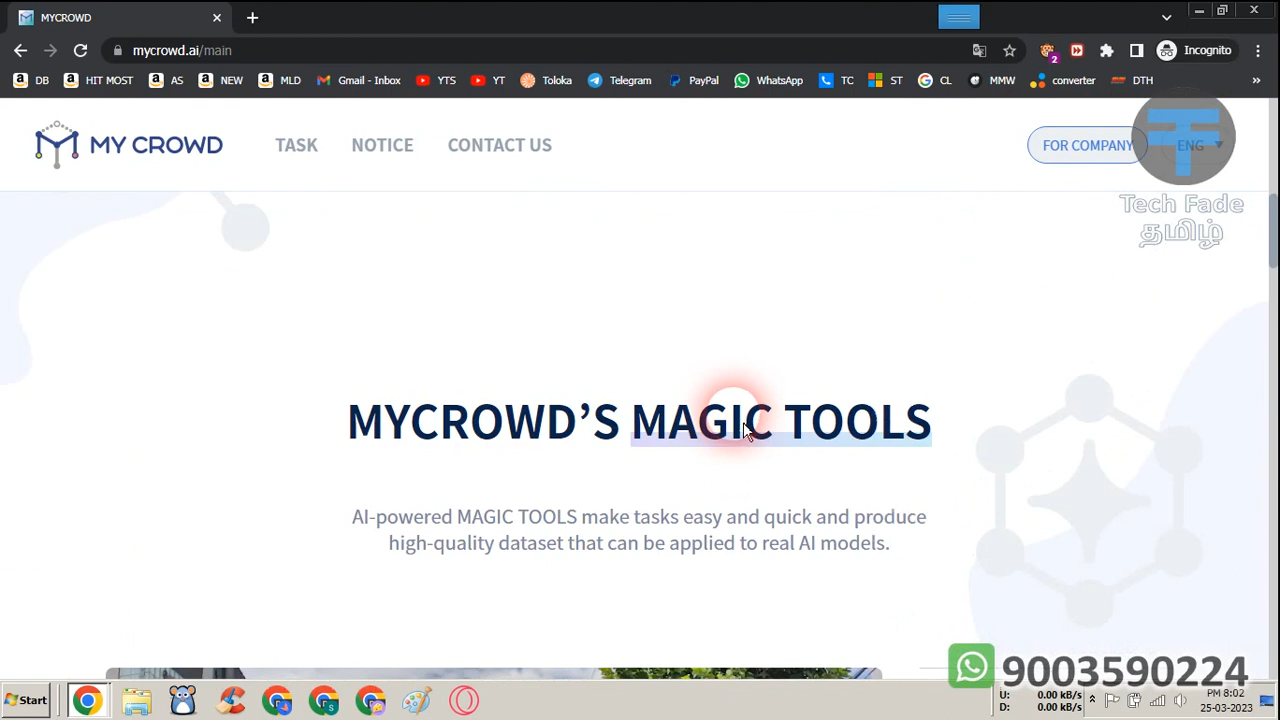 MYCROWD
mycrowd.ai/main
Incognito
2
DB
HIT MOST
AS
NEW
MLD
Gmail - Inbox
YTS
YT
Toloka
Telegram
PayPal
WhatsApp
TC
ST
CL
MMW
converter
DTH
»
MY CROWD
TASK
NOTICE
CONTACT US
FOR COMPANY
ENG
Tech Fade
தமிழ்
MYCROWD’S MAGIC TOOLS
AI-powered MAGIC TOOLS make tasks easy and quick and produce
high-quality dataset that can be applied to real AI models.
9003590224
Start
U: 0.00 kB/s
D: 0.00 kB/s
PM 8:02
25-03-2023